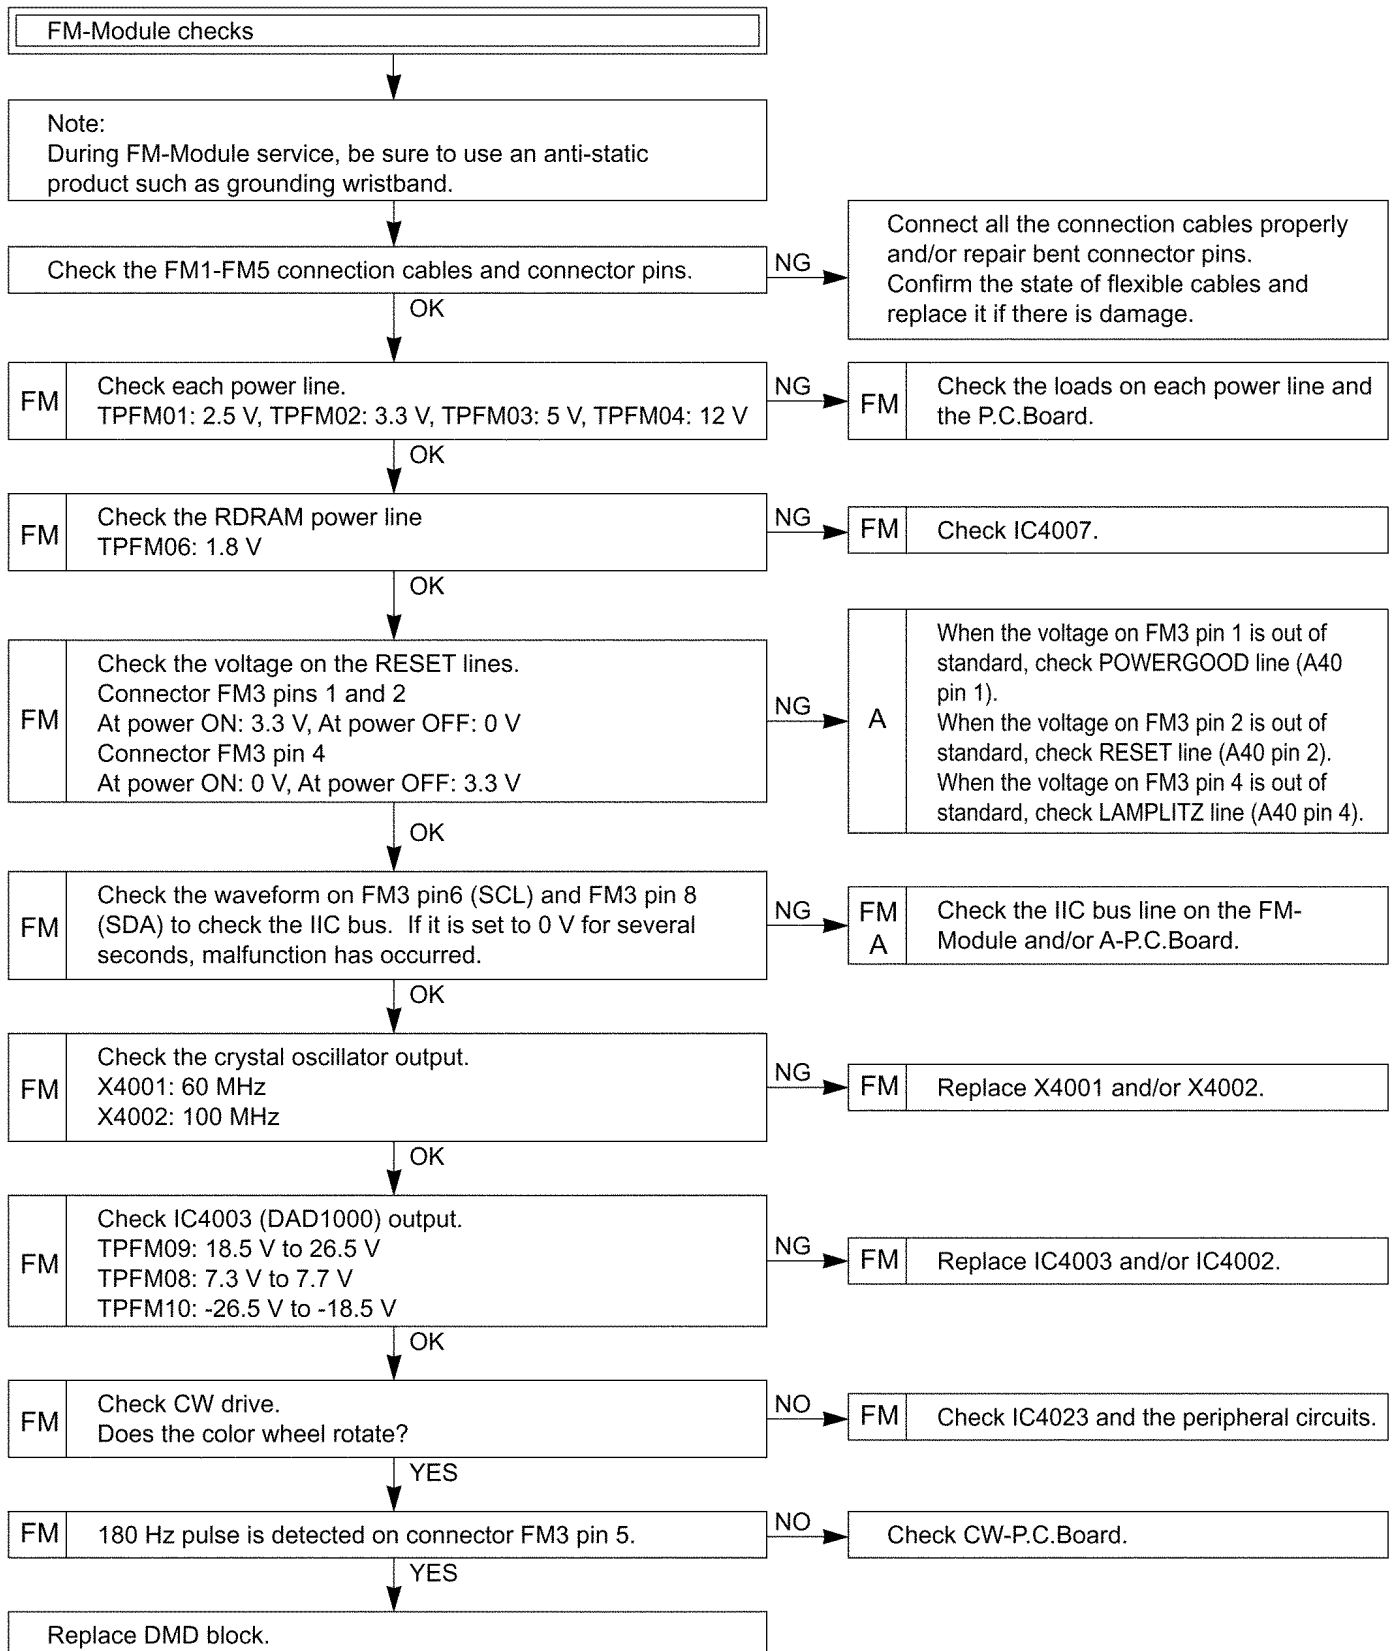 FM-Module checks
Note:
During FM-Module service, be sure to use an anti-static
product such as grounding wristband.
Check the FM1-FM5 connection cables and connector pins.
NG
Connect all the connection cables properly
and/or repair bent connector pins.
Confirm the state of flexible cables and
replace it if there is damage.
OK
FM
Check each power line.
TPFM01: 2.5 V, TPFM02: 3.3 V, TPFM03: 5 V, TPFM04: 12 V
NG
FM
Check the loads on each power line and
the P.C.Board.
OK
FM
Check the RDRAM power line
TPFM06: 1.8 V
NG
FM
Check IC4007.
OK
FM
Check the voltage on the RESET lines.
Connector FM3 pins 1 and 2
At power ON: 3.3 V, At power OFF: 0 V
Connector FM3 pin 4
At power ON: 0 V, At power OFF: 3.3 V
NG
A
When the voltage on FM3 pin 1 is out of
standard, check POWERGOOD line (A40
pin 1).
When the voltage on FM3 pin 2 is out of
standard, check RESET line (A40 pin 2).
When the voltage on FM3 pin 4 is out of
standard, check LAMPLITZ line (A40 pin 4).
OK
FM
Check the waveform on FM3 pin6 (SCL) and FM3 pin 8
(SDA) to check the IIC bus.  If it is set to 0 V for several
seconds, malfunction has occurred.
NG
FM
A
Check the IIC bus line on the FM-
Module and/or A-P.C.Board.
OK
FM
Check the crystal oscillator output.
X4001: 60 MHz
X4002: 100 MHz
NG
FM
Replace X4001 and/or X4002.
OK
FM
Check IC4003 (DAD1000) output.
TPFM09: 18.5 V to 26.5 V
TPFM08: 7.3 V to 7.7 V
TPFM10: -26.5 V to -18.5 V
NG
FM
Replace IC4003 and/or IC4002.
OK
FM
Check CW drive.
Does the color wheel rotate?
NO
FM
Check IC4023 and the peripheral circuits.
YES
FM
180 Hz pulse is detected on connector FM3 pin 5.
NO
Check CW-P.C.Board.
YES
Replace DMD block.